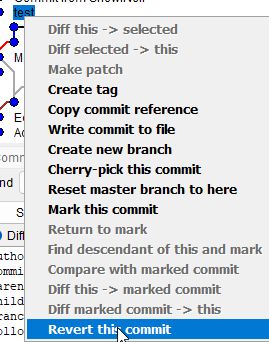 test
Diff this -> selected
Diff selected -> this
Make patch
Create tag
Copy commit reference
Write commit to file
Create new branch
Cherry-pick this commit
Reset master branch to here
Mark this commit
Return to mark
Find descendant of this and mark
Compare with marked commit
Diff this -> marked commit
Diff marked commit -> this
Revert this commit